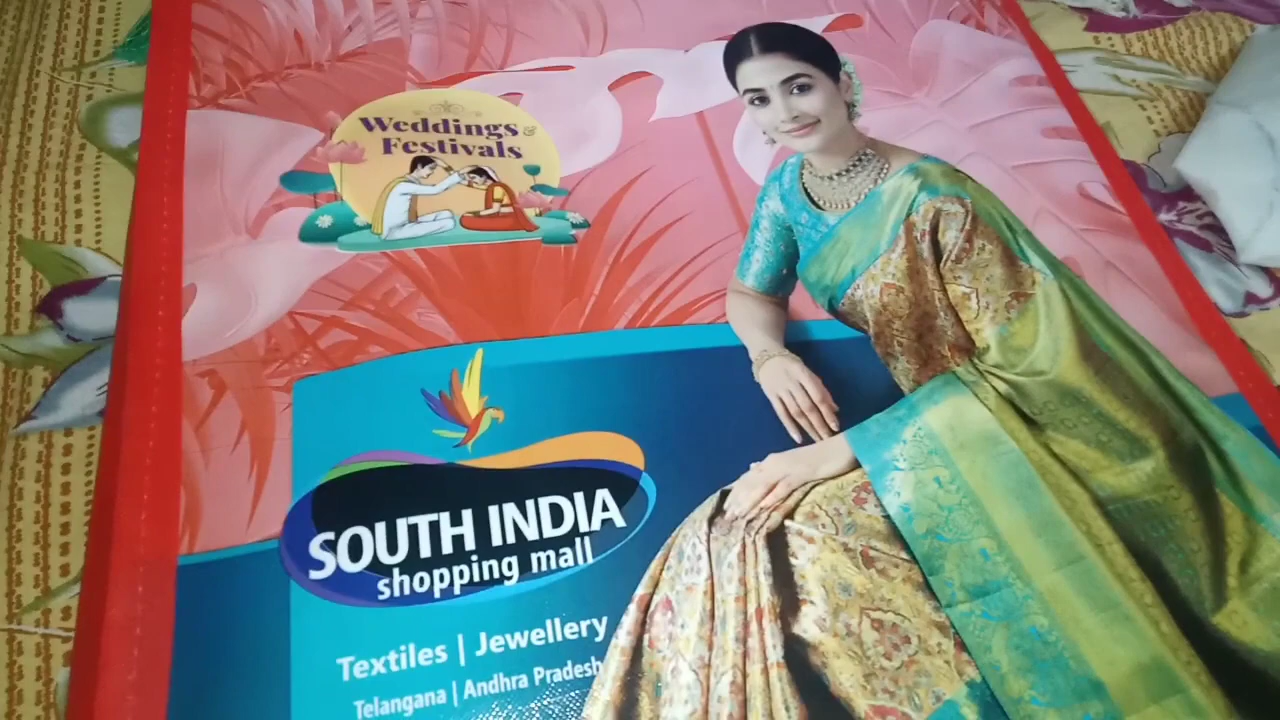 Weddings &
Festivals
SOUTH INDIA
shopping mall
Textiles | Jewellery
Telangana | Andhra Pradesh